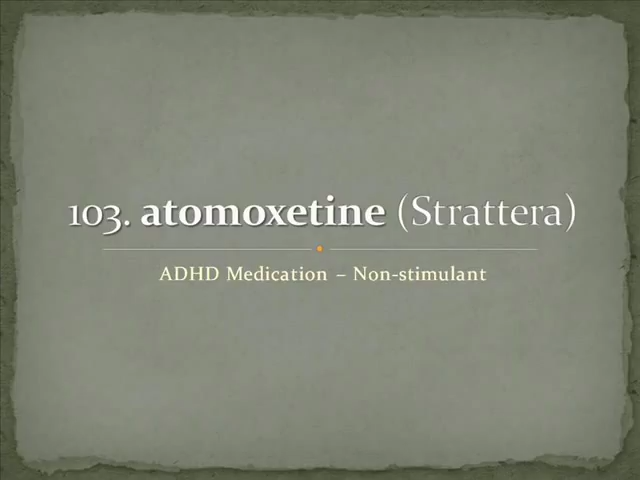 103. atomoxetine (Strattera)
ADHD Medication – Non-stimulant